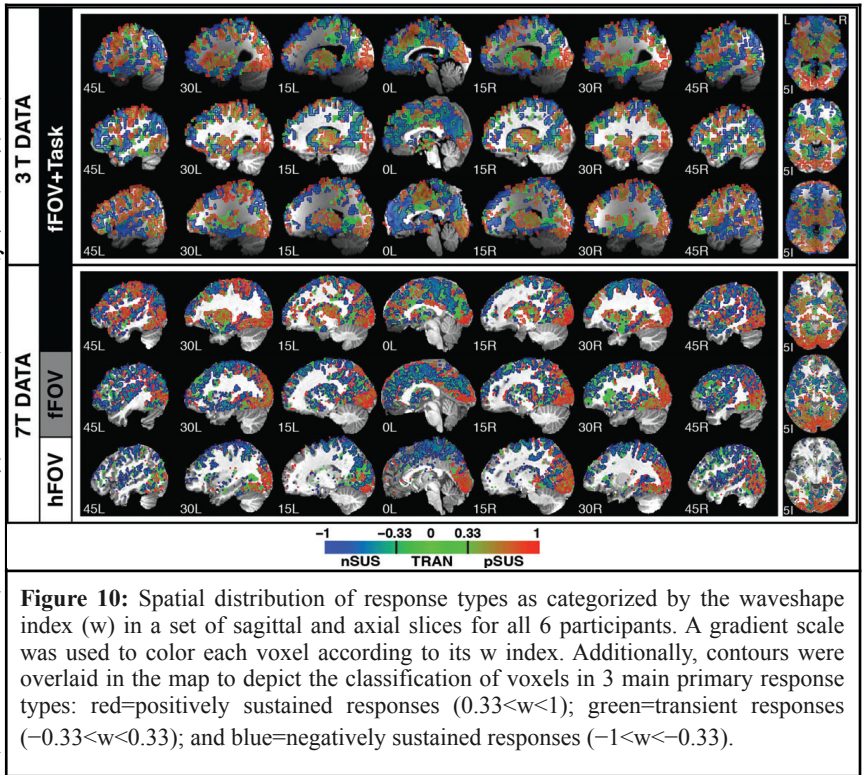 3 T DATA
fFOV+Task
L R
45L 30L 15L 0L 15R 30R 45R 5I
45L 30L 15L 0L 15R 30R 45R 5I
45L 30L 15L 0L 15R 30R 45R 5I
7T DATA
fFOV
hFOV
45L 30L 15L 0L 15R 30R 45R 5I
45L 30L 15L 0L 15R 30R 45R 5I
45L 30L 15L 0L 15R 30R 45R 5I
−1 −0.33 0 0.33 1
nSUS TRAN pSUS
Figure 10: Spatial distribution of response types as categorized by the waveshape
index (w) in a set of sagittal and axial slices for all 6 participants. A gradient scale
was used to color each voxel according to its w index. Additionally, contours were
overlaid in the map to depict the classification of voxels in 3 main primary response
types: red=positively sustained responses (0.33<w<1); green=transient responses
(−0.33<w<0.33); and blue=negatively sustained responses (−1<w<−0.33).